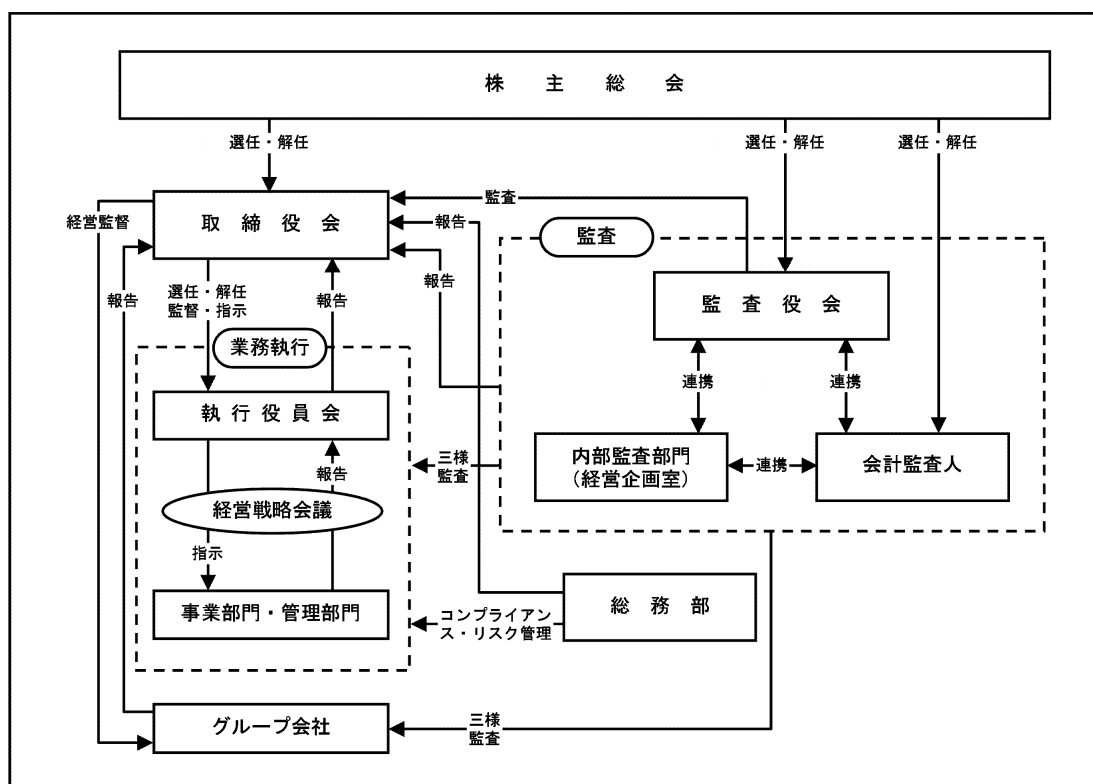 株主総会
選任・解任
選任・解任
選任・解任
取締役会
監査
報告
経営監督
監査
報告
報告
選任・解任
監督・指示
報告
監査役会
業務執行
連携
連携
執行役員会
内部監査部門
(経営企画室)
連携
会計監査人
三様
監査
報告
経営戦略会議
指示
事業部門・管理部門
コンプライアン
ス・リスク管理
総務部
グループ会社
三様
監査